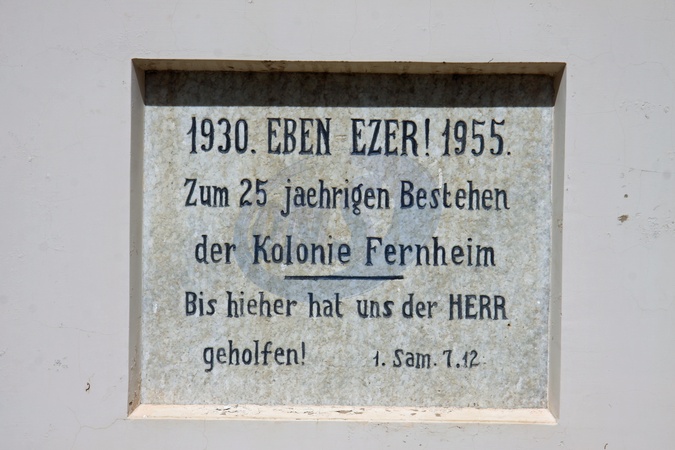 1930. EBEN EZER! 1955.
Zum 25 jaehrigen Bestehen
der Kolonie Fernheim
Bis hieher hat uns der HERR
geholfen! 1. Sam. 7.12